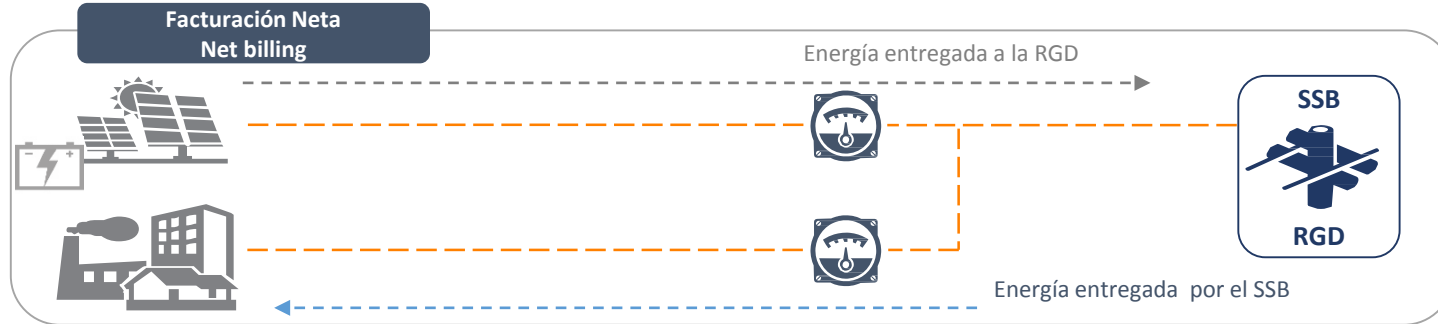 Facturación Neta
Net billing
Energía entregada a la RGD
SSB
RGD
Energía entregada por el SSB